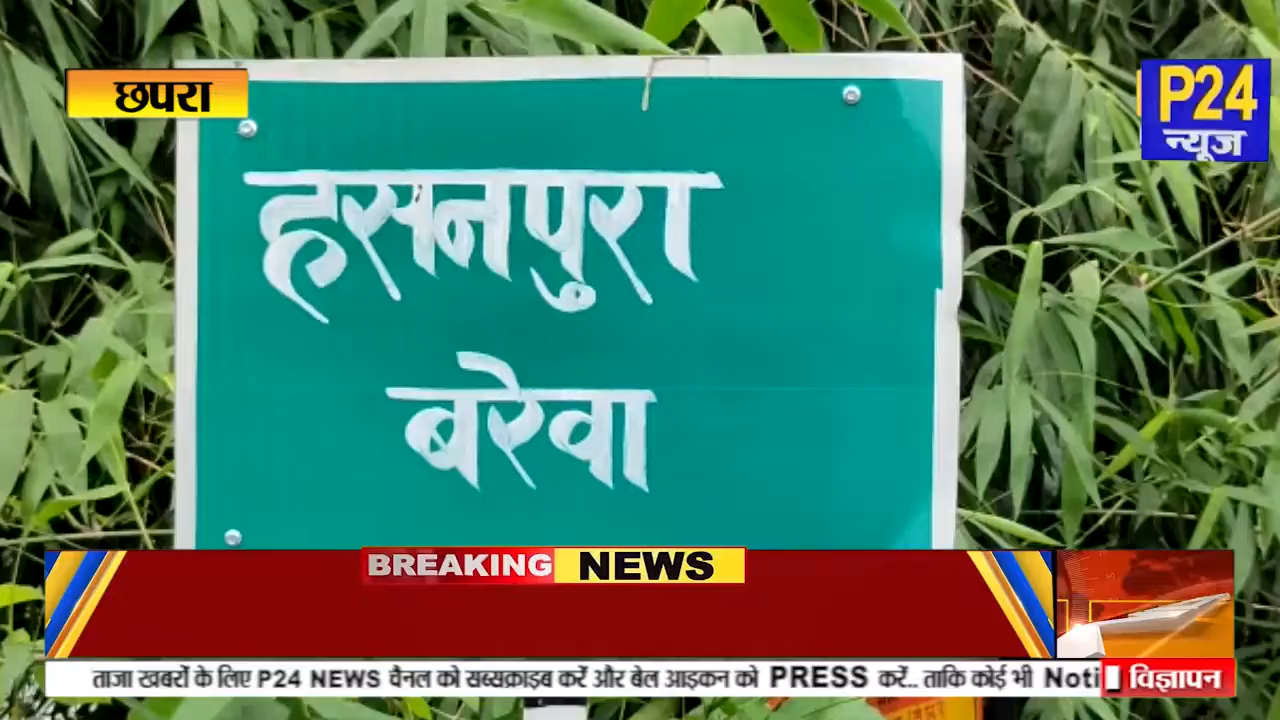 छपरा
P24
न्यूज
हसनपुरा
बरेवा
BREAKING NEWS
ताजा खबरों के लिए P24 NEWS चैनल को सब्सक्राइब करें और बेल आइकन को PRESS करें.. ताकि कोई भी Noti
विज्ञापन